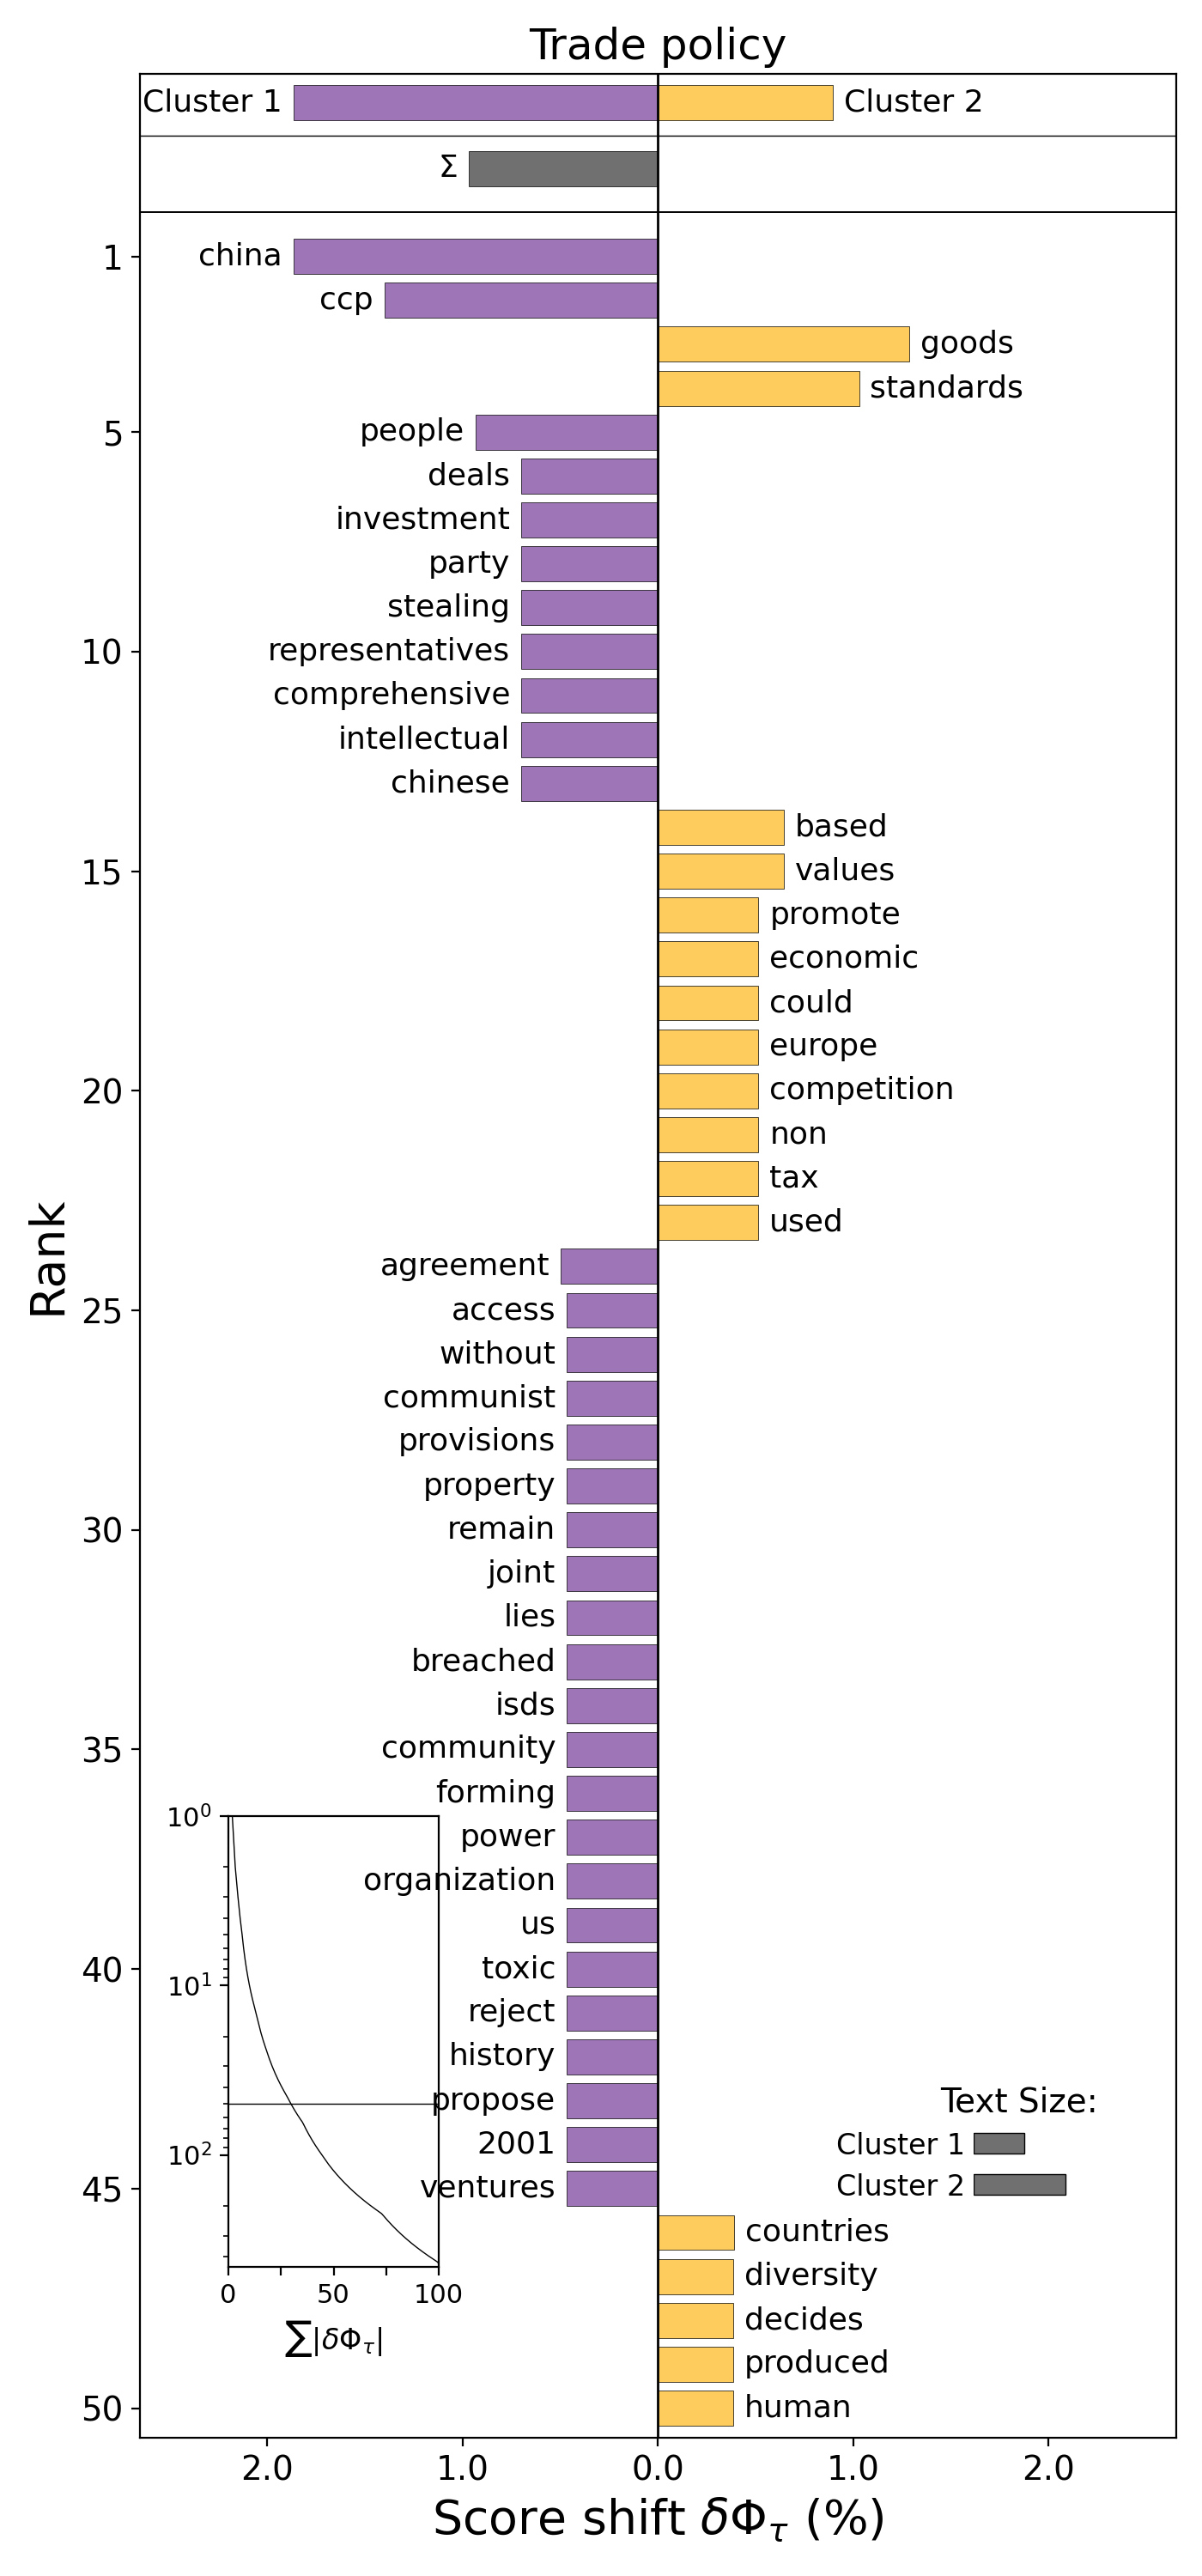 Trade policy
Cluster 1
Cluster 2
Σ
1
china
ccp
goods
standards
5
people
deals
investment
party
stealing
10
representatives
comprehensive
intellectual
chinese
based
15
values
promote
economic
could
europe
20
competition
non
tax
used
agreement
25
access
without
communist
provisions
property
30
remain
joint
lies
breached
isds
35
community
forming
power
organization
us
40
toxic
reject
history
propose
2001
45
ventures
countries
diversity
decides
produced
50
human
Rank
10⁰
10¹
10²
0 50 100
∑|δΦ_τ|
Text Size:
Cluster 1
Cluster 2
2.0 1.0 0.0 1.0 2.0
Score shift δΦ_τ (%)